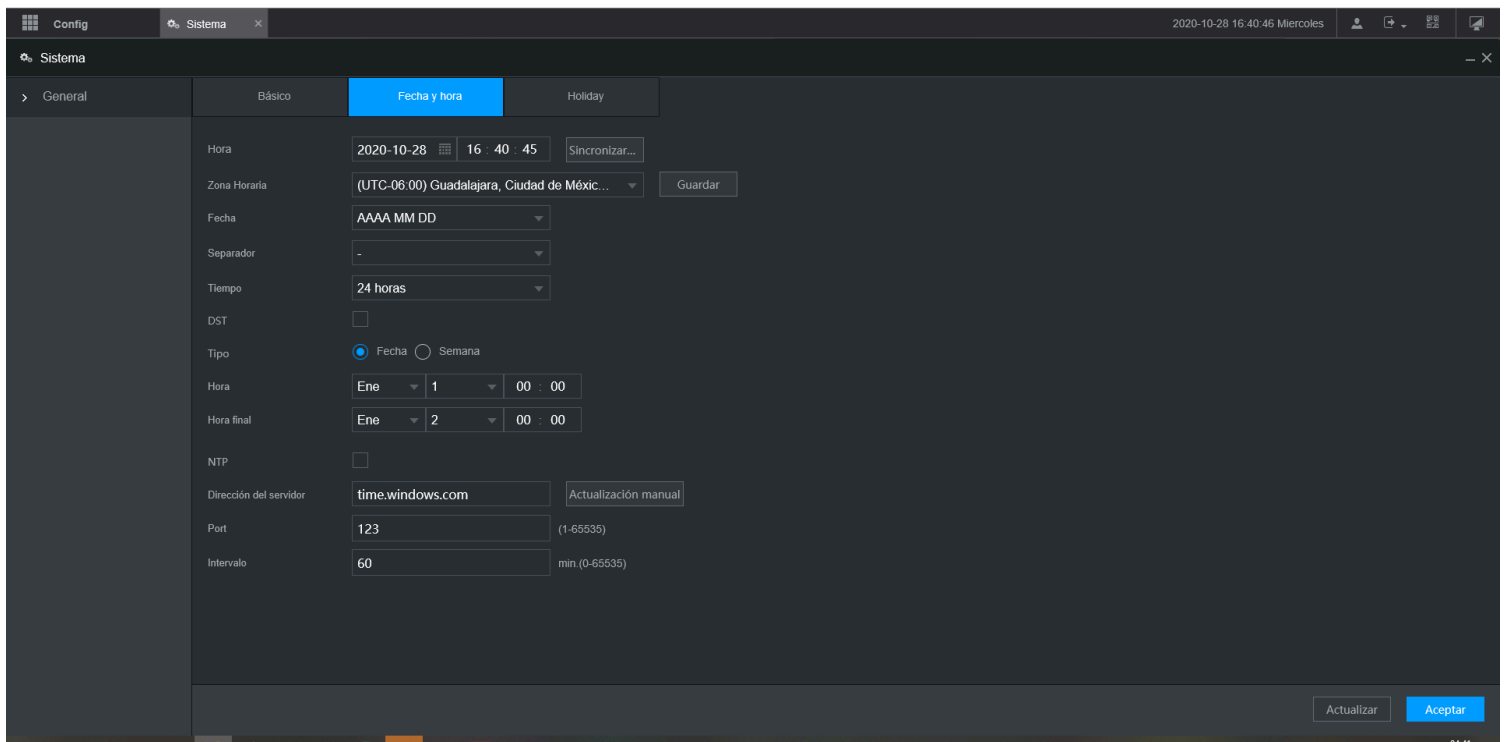 Config
Sistema
2020-10-28 16:40:46 Miercoles
Sistema
General
Básico
Fecha y hora
Holiday
Hora 2020-10-28 16 : 40 : 45 Sincronizar...
Zona Horaria (UTC-06:00) Guadalajara, Ciudad de Méxic... Guardar
Fecha AAAA MM DD
Separador -
Tiempo 24 horas
DST
Tipo Fecha Semana
Hora Ene 1 00 : 00
Hora final Ene 2 00 : 00
NTP
Dirección del servidor time.windows.com Actualización manual
Port 123 (1-65535)
Intervalo 60 min.(0-65535)
Actualizar Aceptar